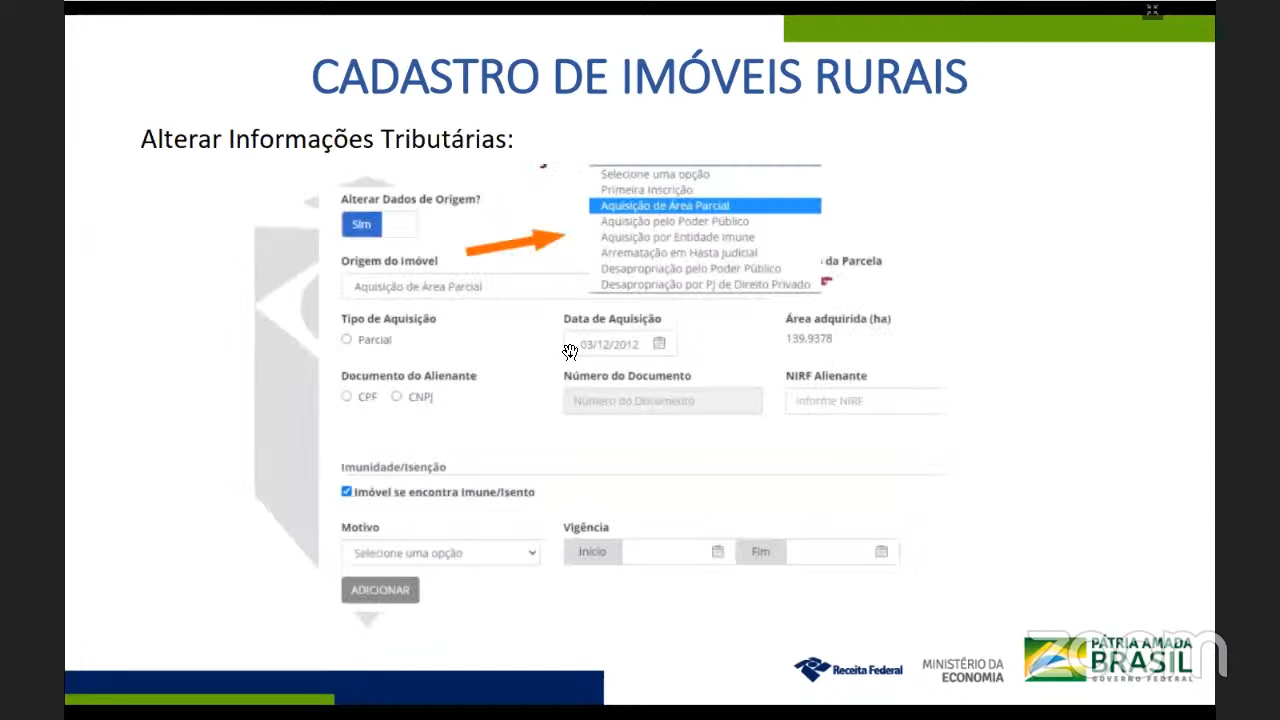 CADASTRO DE IMÓVEIS RURAIS
Alterar Informações Tributárias:
Selecione uma opção
Primeira Inscrição
Aquisição de Área Parcial
Aquisição pelo Poder Público
Aquisição por Entidade Imune
Arrematação em Hasta Judicial
Desapropriação pelo Poder Público
Desapropriação por PJ de Direito Privado
Alterar Dados de Origem?
Sim
Origem do Imóvel
da Parcela
Aquisição de Área Parcial
Tipo de Aquisição
Data de Aquisição
Área adquirida (ha)
Parcial
03/12/2012
139,9378
Documento do Alienante
Número do Documento
NIRF Alienante
CPF
CNPJ
Número do Documento
Informe NIRF
Imunidade/Isenção
Imóvel se encontra Imune/Isento
Motivo
Vigência
Selecione uma opção
Início
Fim
ADICIONAR
Receita Federal
MINISTÉRIO DA
ECONOMIA
PÁTRIA AMADA
BRASIL
GOVERNO FEDERAL
zoom